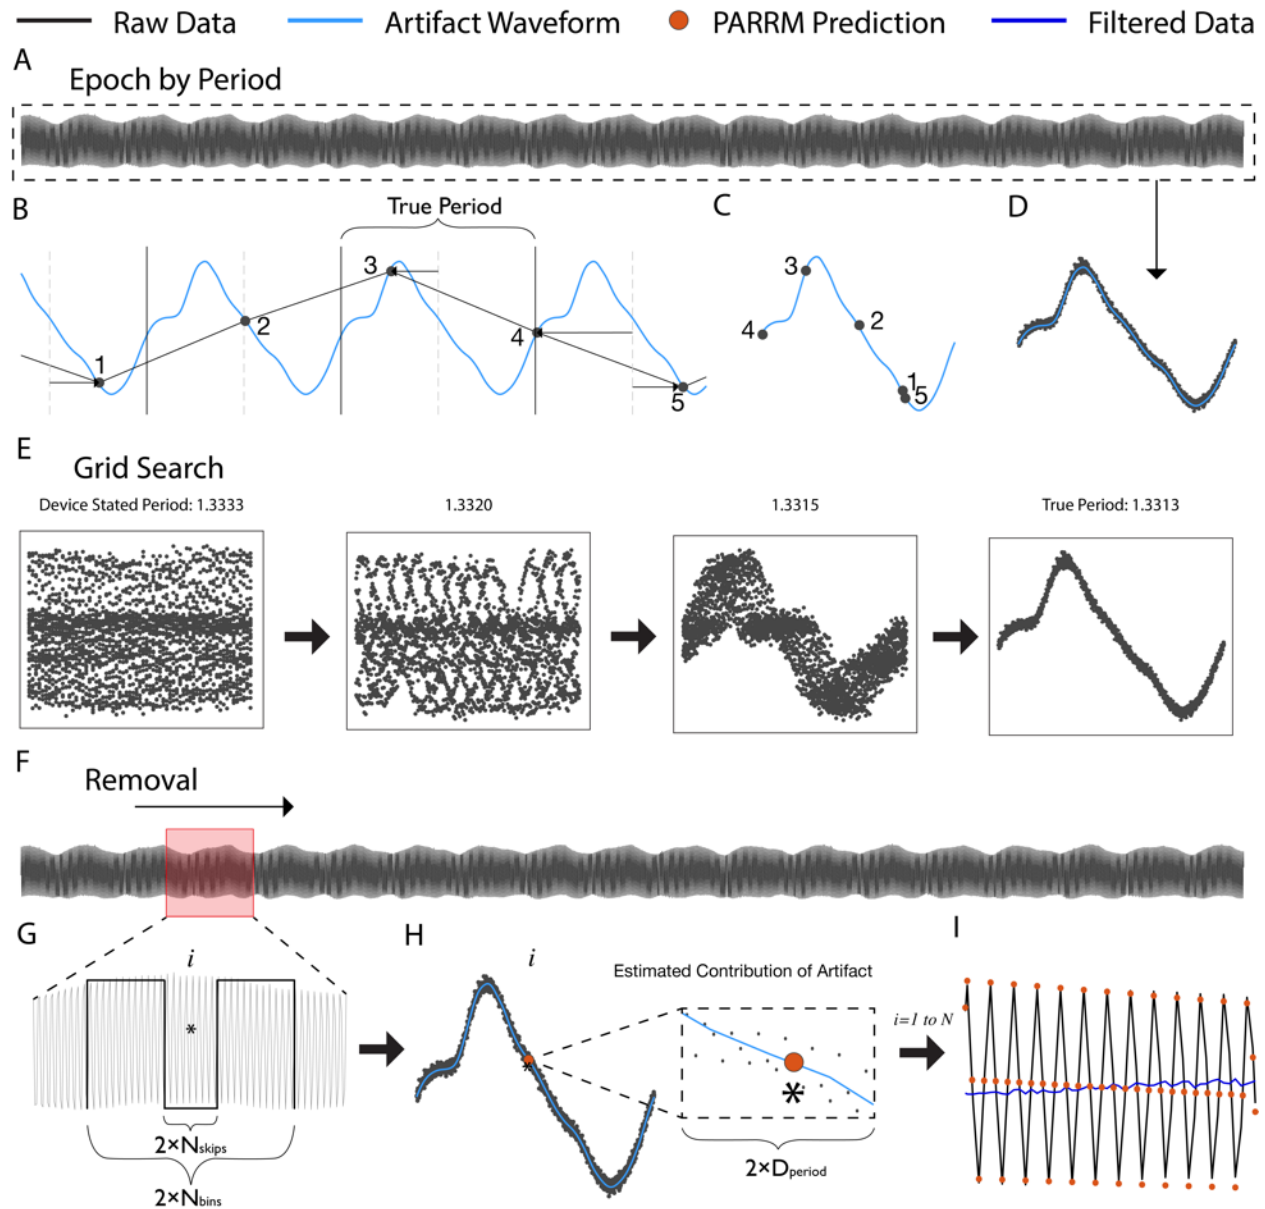 Raw Data Artifact Waveform PARRM Prediction Filtered Data
A
Epoch by Period
B True Period C D
1 2 3 4 5
3 4 2 1 5
E
Grid Search
Device Stated Period: 1.3333 1.3320 1.3315 True Period: 1.3313
F
Removal
G H I
i i
Estimated Contribution of Artifact
i=1 to N
*
* *
2×Nskips
2×Nbins
2×Dperiod